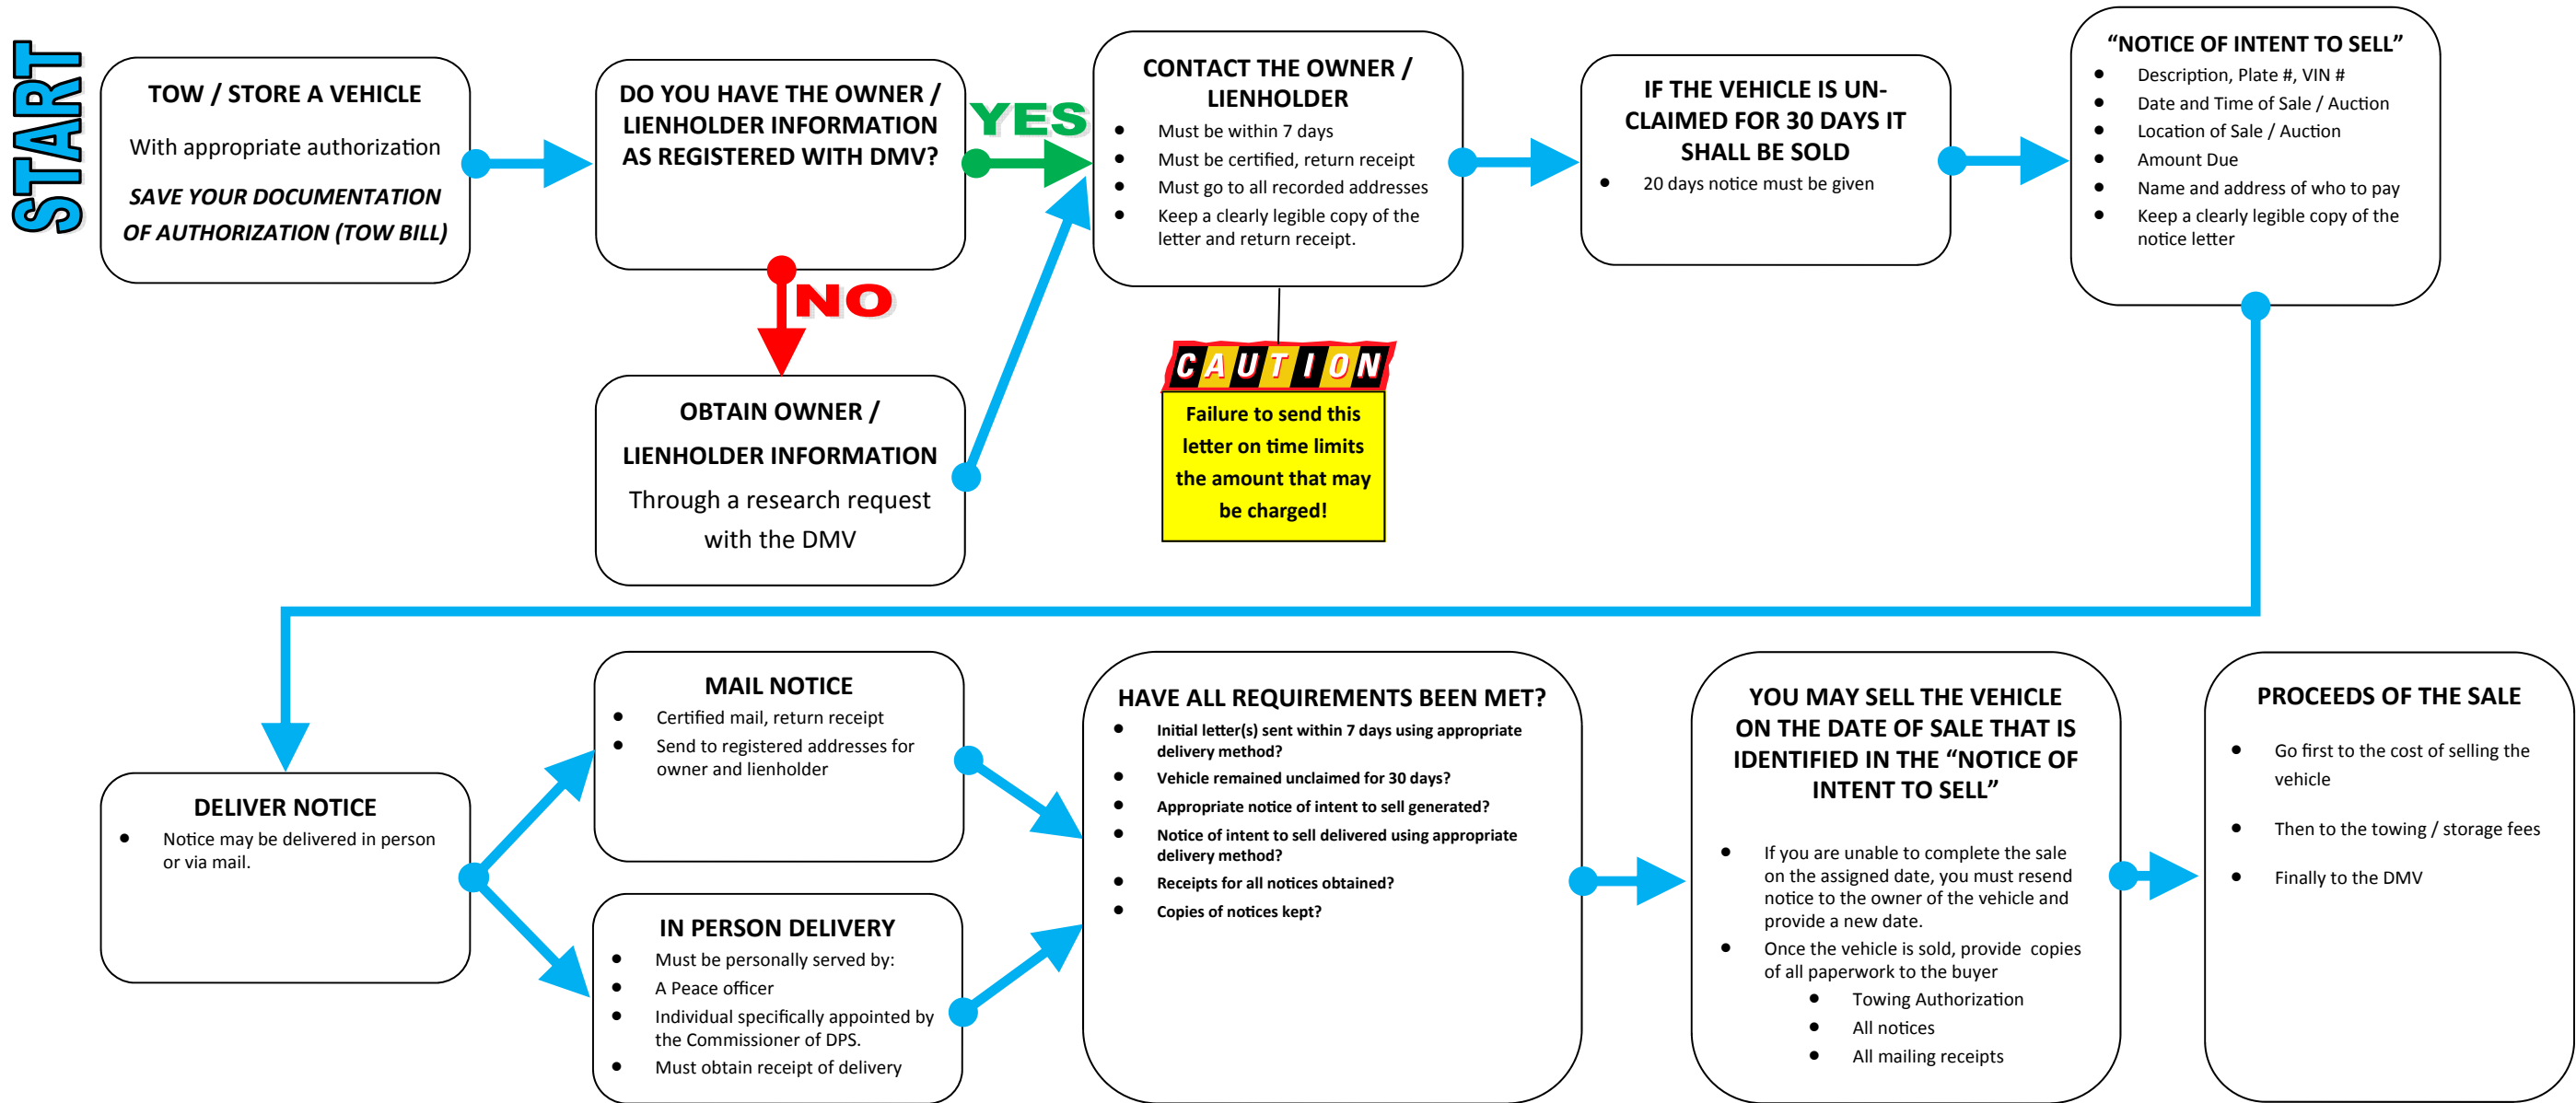 START
TOW / STORE A VEHICLE
With appropriate authorization
SAVE YOUR DOCUMENTATION
OF AUTHORIZATION (TOW BILL)
DO YOU HAVE THE OWNER /
LIENHOLDER INFORMATION
AS REGISTERED WITH DMV?
YES
NO
OBTAIN OWNER /
LIENHOLDER INFORMATION
Through a research request
with the DMV
CONTACT THE OWNER /
LIENHOLDER
• Must be within 7 days
• Must be certified, return receipt
• Must go to all recorded addresses
• Keep a clearly legible copy of the
letter and return receipt.
CAUTION
Failure to send this
letter on time limits
the amount that may
be charged!
IF THE VEHICLE IS UN-
CLAIMED FOR 30 DAYS IT
SHALL BE SOLD
• 20 days notice must be given
“NOTICE OF INTENT TO SELL”
• Description, Plate #, VIN #
• Date and Time of Sale / Auction
• Location of Sale / Auction
• Amount Due
• Name and address of who to pay
• Keep a clearly legible copy of the
notice letter
DELIVER NOTICE
• Notice may be delivered in person
or via mail.
MAIL NOTICE
• Certified mail, return receipt
• Send to registered addresses for
owner and lienholder
IN PERSON DELIVERY
• Must be personally served by:
• A Peace officer
• Individual specifically appointed by
the Commissioner of DPS.
• Must obtain receipt of delivery
HAVE ALL REQUIREMENTS BEEN MET?
• Initial letter(s) sent within 7 days using appropriate
delivery method?
• Vehicle remained unclaimed for 30 days?
• Appropriate notice of intent to sell generated?
• Notice of intent to sell delivered using appropriate
delivery method?
• Receipts for all notices obtained?
• Copies of notices kept?
YOU MAY SELL THE VEHICLE
ON THE DATE OF SALE THAT IS
IDENTIFIED IN THE “NOTICE OF
INTENT TO SELL”
• If you are unable to complete the sale
on the assigned date, you must resend
notice to the owner of the vehicle and
provide a new date.
• Once the vehicle is sold, provide copies
of all paperwork to the buyer
• Towing Authorization
• All notices
• All mailing receipts
PROCEEDS OF THE SALE
• Go first to the cost of selling the
vehicle
• Then to the towing / storage fees
• Finally to the DMV